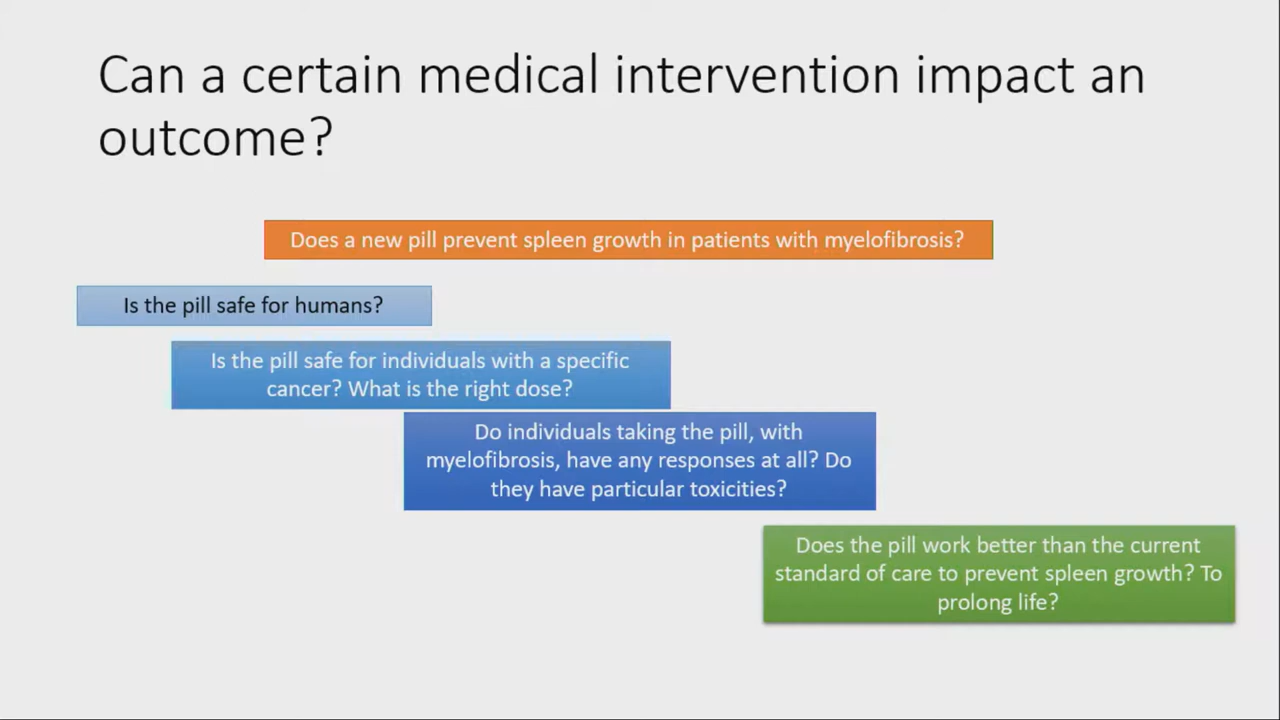 Can a certain medical intervention impact an
outcome?
Does a new pill prevent spleen growth in patients with myelofibrosis?
Is the pill safe for humans?
Is the pill safe for individuals with a specific
cancer? What is the right dose?
Do individuals taking the pill, with
myelofibrosis, have any responses at all? Do
they have particular toxicities?
Does the pill work better than the current
standard of care to prevent spleen growth? To
prolong life?